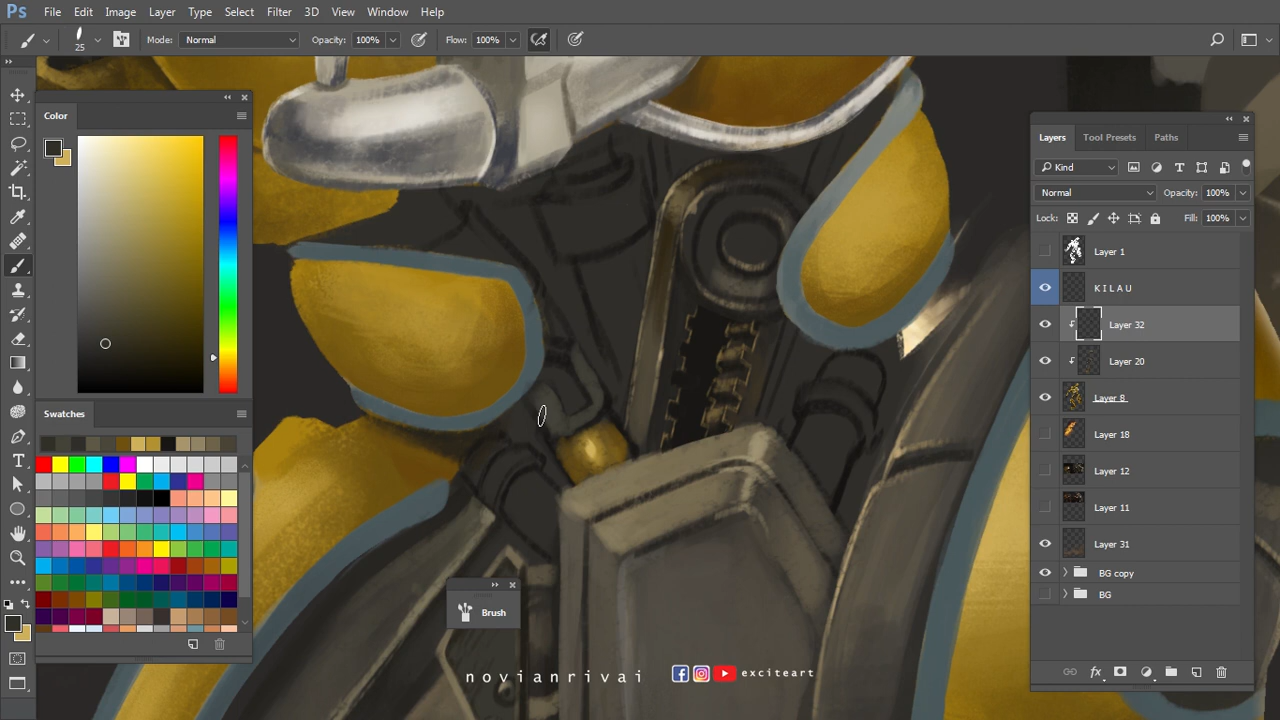 Ps File Edit Image Layer Type Select Filter 3D View Window Help
25 Mode: Normal Opacity: 100% Flow: 100%
Color
Swatches
Brush
Layers Tool Presets Paths
Kind
Normal Opacity: 100%
Lock: Fill: 100%
Layer 1
K I L A U
Layer 32
Layer 20
Layer 8
Layer 18
Layer 12
Layer 11
Layer 31
BG copy
BG
fx
novianrivai exciteart